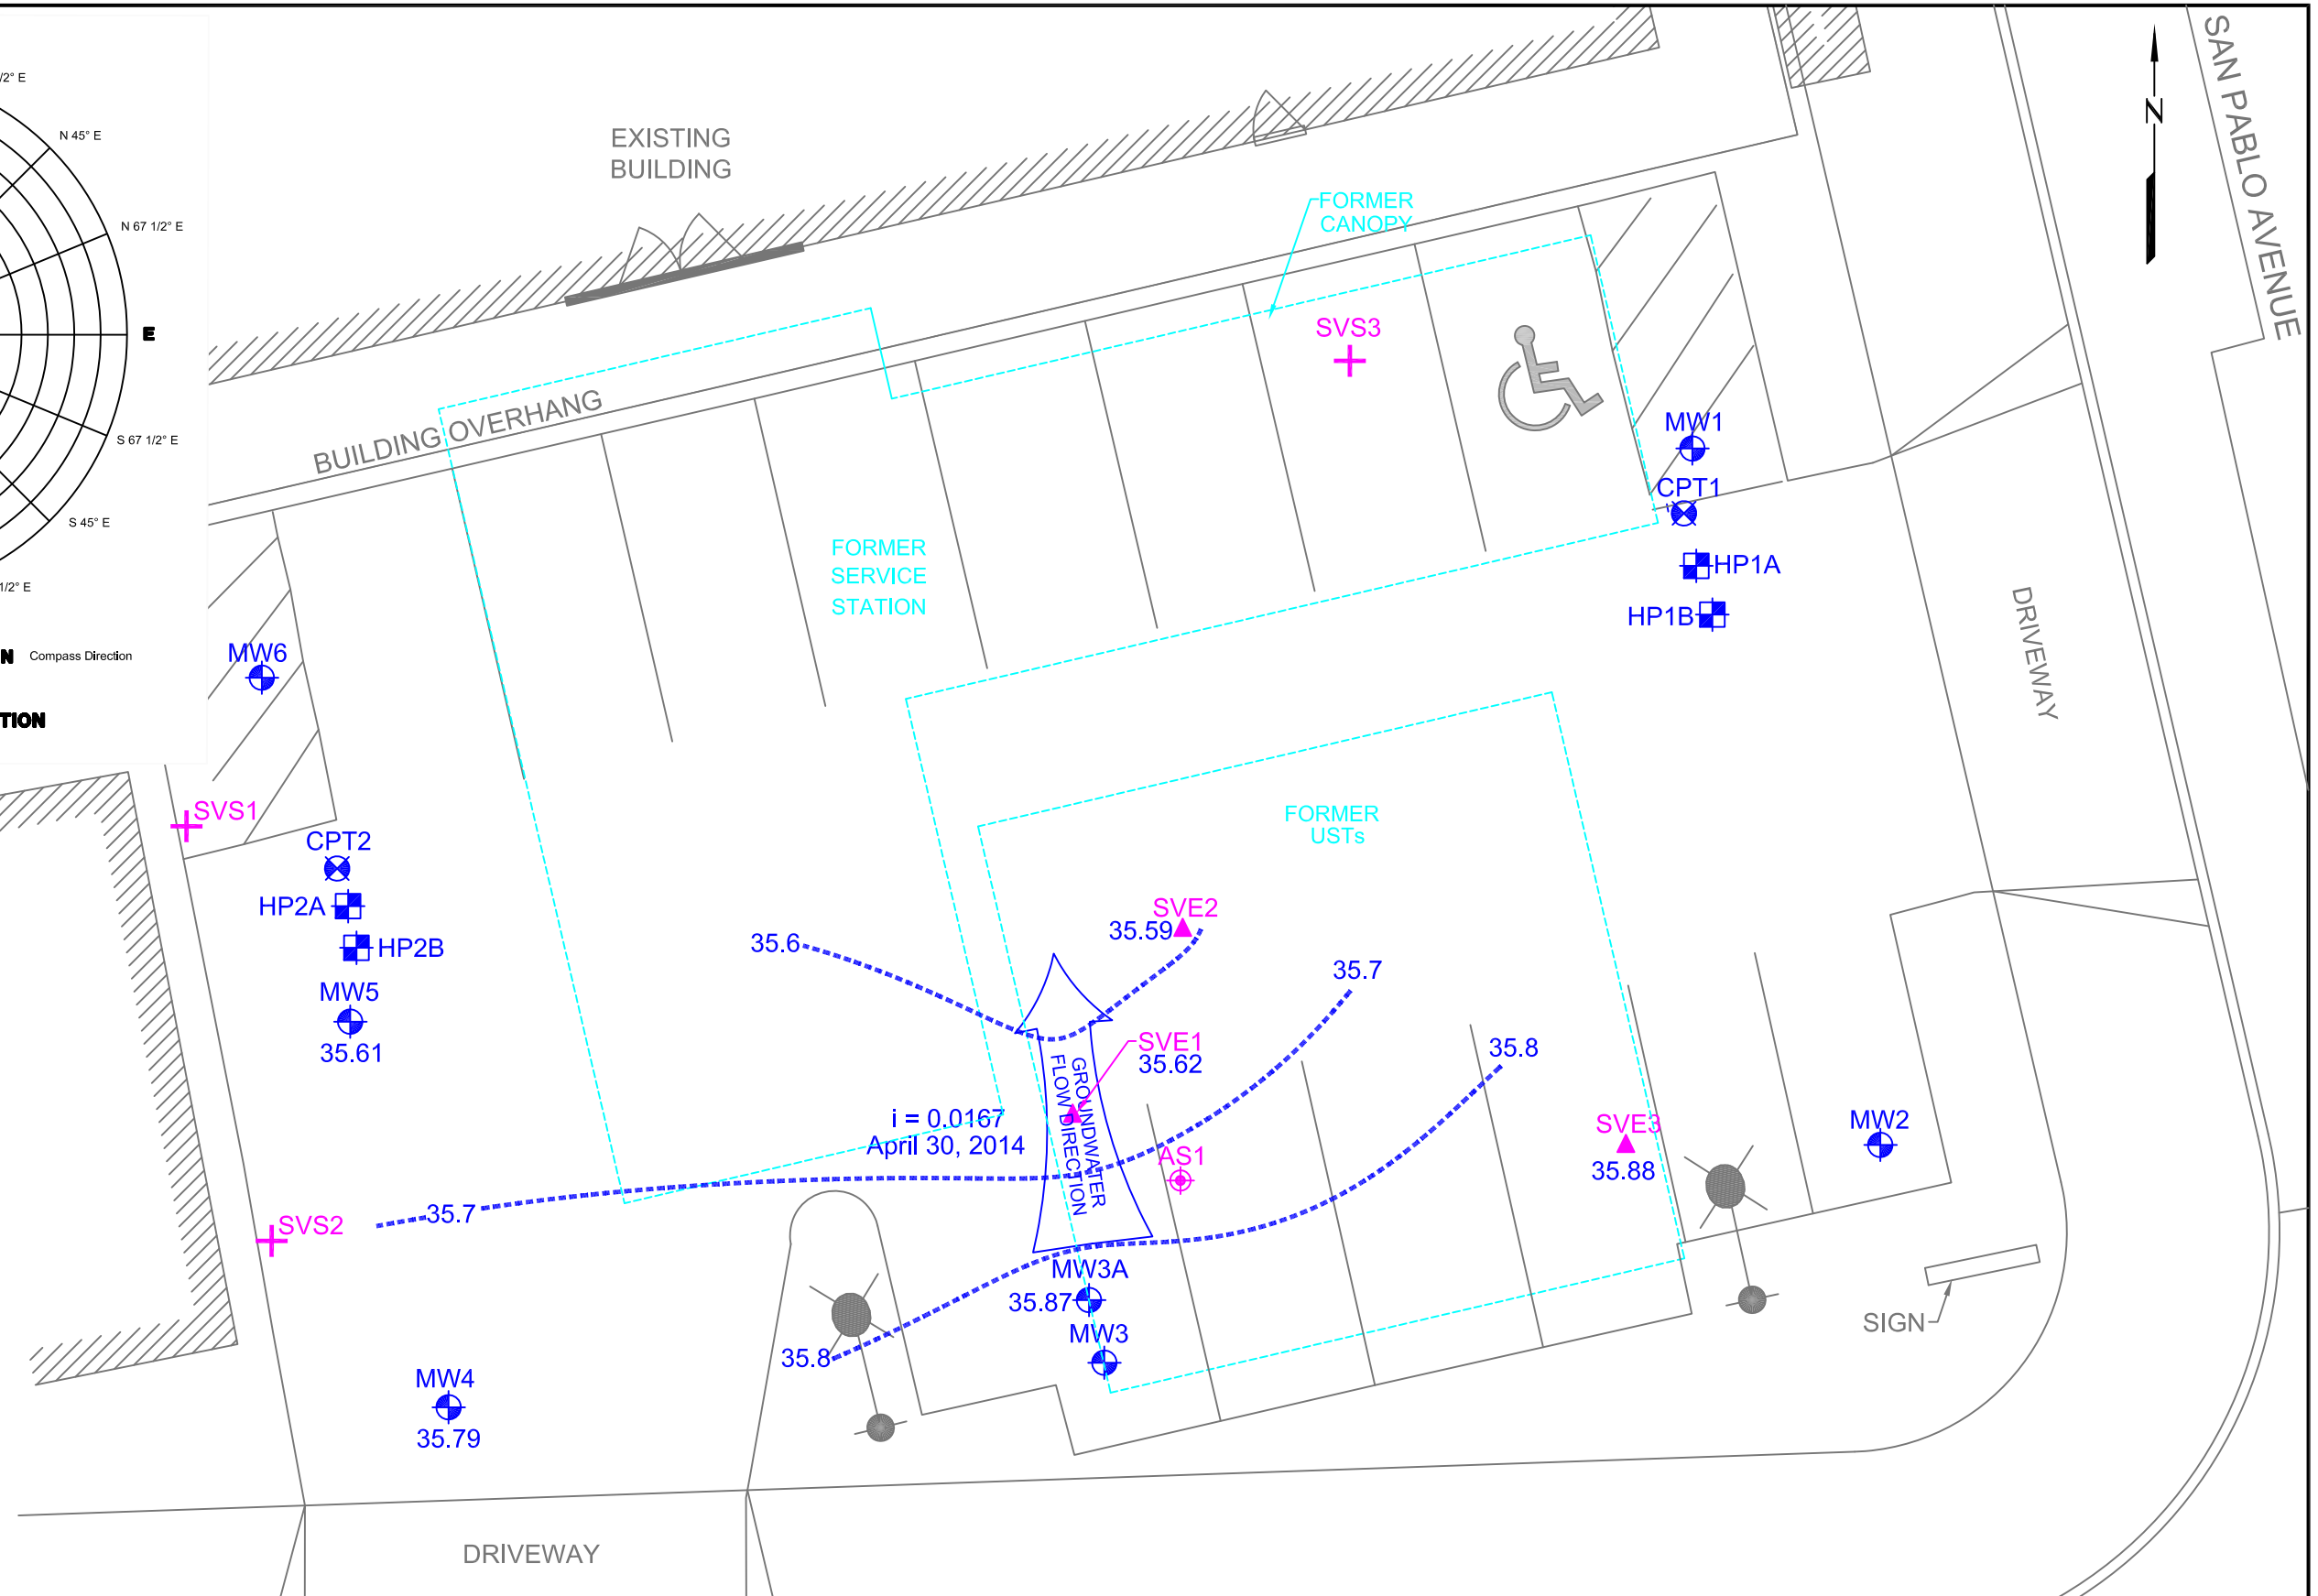 /2° E
N 45° E
N 67 1/2° E
E
S 67 1/2° E
S 45° E
1/2° E
N Compass Direction
TION
EXISTING
BUILDING
BUILDING OVERHANG
FORMER
CANOPY
SVS3
N
SAN PABLO AVENUE
MW1
CPT1
HP1A
HP1B
DRIVEWAY
FORMER
SERVICE
STATION
MW6
SVS1
CPT2
HP2A
HP2B
MW5
35.61
FORMER
USTs
35.6
SVE2
35.59
35.7
35.8
SVE1
35.62
GROUNDWATER
FLOW DIRECTION
i = 0.0167
April 30, 2014
AS1
SVE3
35.88
MW2
35.7
SVS2
MW3A
35.87
MW3
35.8
SIGN
MW4
35.79
DRIVEWAY